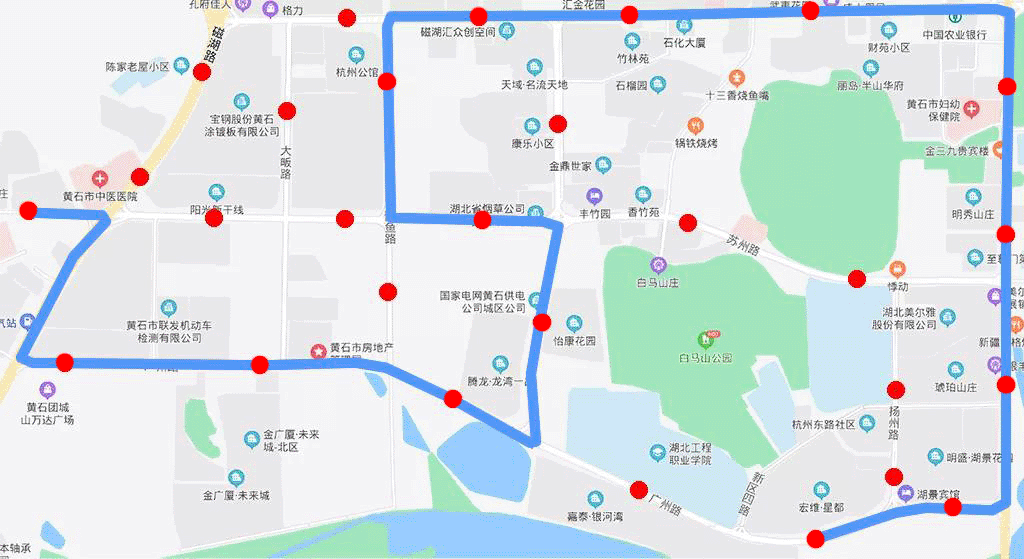 孔府佳人
格力
汇金花园
磁湖路
磁湖汇众创空间
石化大厦
财苑小区
中国农业银行
陈家老屋小区
杭州公馆
竹林苑
天域·名流天地
石榴园
十三香烧鱼嘴
丽岛·半山华府
宝钢股份黄石
涂镀板有限公司
黄石市妇幼
保健院
大畈路
康乐小区
锅铁烧烤
金鼎世家
金三九贵宾楼
黄石市中医医院
庄
阳光新干线
湖北省烟草公司
丰竹园
香竹苑
明秀山庄
鱼路
苏州路
白马山庄
悸动
国家电网黄石供电
公司城区公司
湖北美尔雅
股份有限公司
气站
黄石市联发机动车
检测有限公司
黄石市房地产
怡康花园
AOI
白马山公园
腾龙·龙湾一品
琥珀山庄
黄石团城
山万达广场
扬州路
杭州东路社区
金广厦·未来
城-北区
湖北工程
职业学院
明盛·湖景花园
金广厦·未来城
新区四路
广州路
嘉泰·银河湾
宏维·星都
湖景宾馆
本轴承